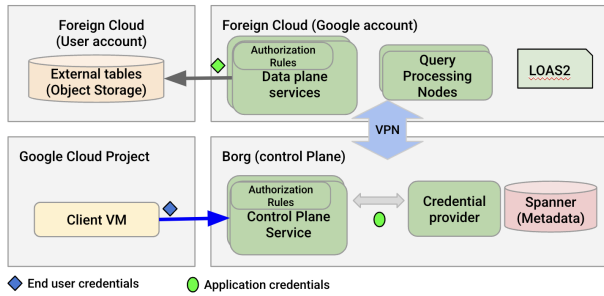 Foreign Cloud
(User account)
External tables
(Object Storage)
Foreign Cloud (Google account)
Authorization
Rules
Data plane
services
Query
Processing
Nodes
LOAS2
VPN
Google Cloud Project
Client VM
Borg (control Plane)
Authorization
Rules
Control Plane
Service
Credential
provider
Spanner
(Metadata)
End user credentials
Application credentials